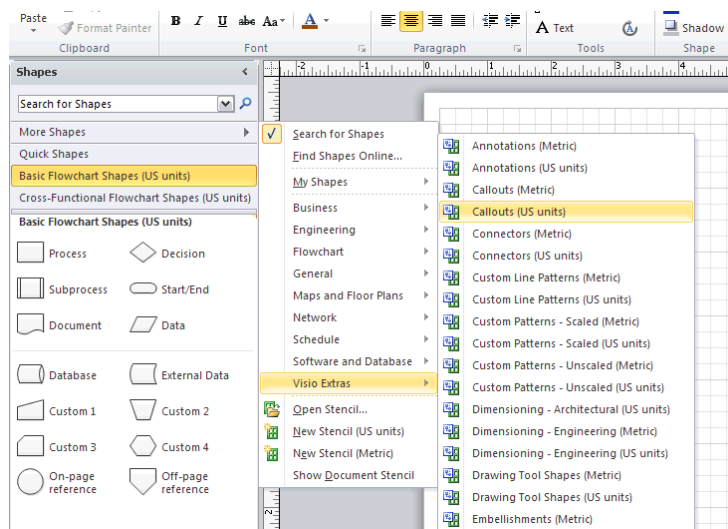 Paste
Format Painter
B I U abc Aa A
A Text
Shadow
Clipboard
Font
Paragraph
Tools
Shape
Shapes
Search for Shapes
More Shapes
Quick Shapes
Basic Flowchart Shapes (US units)
Cross-Functional Flowchart Shapes (US units)
Basic Flowchart Shapes (US units)
Process
Decision
Subprocess
Start/End
Document
Data
Database
External Data
Custom 1
Custom 2
Custom 3
Custom 4
On-page
reference
Off-page
reference
-2 -1 0 1 2 3 4
Search for Shapes
Find Shapes Online...
My Shapes
Business
Engineering
Flowchart
General
Maps and Floor Plans
Network
Schedule
Software and Database
Visio Extras
Open Stencil...
New Stencil (US units)
New Stencil (Metric)
Show Document Stencil
Annotations (Metric)
Annotations (US units)
Callouts (Metric)
Callouts (US units)
Connectors (Metric)
Connectors (US units)
Custom Line Patterns (Metric)
Custom Line Patterns (US units)
Custom Patterns - Scaled (Metric)
Custom Patterns - Scaled (US units)
Custom Patterns - Unscaled (Metric)
Custom Patterns - Unscaled (US units)
Dimensioning - Architectural (US units)
Dimensioning - Engineering (Metric)
Dimensioning - Engineering (US units)
Drawing Tool Shapes (Metric)
Drawing Tool Shapes (US units)
Embellishments (Metric)